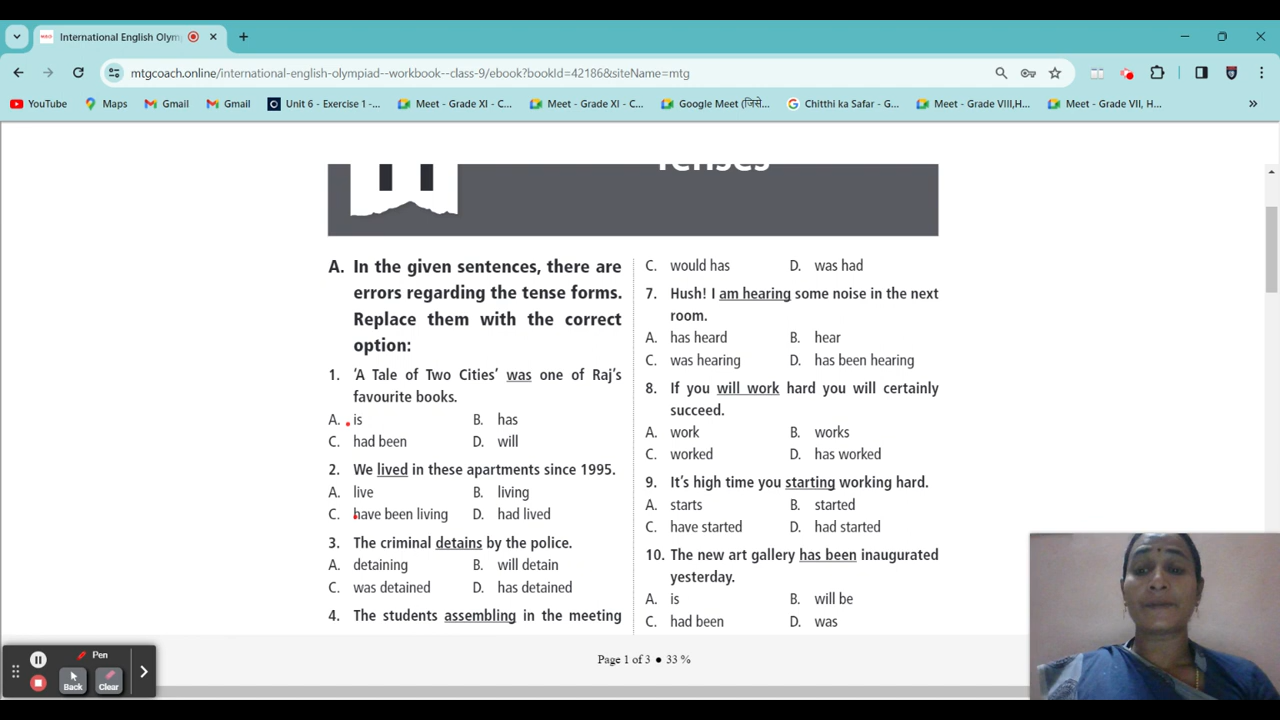 International English Olym
mtgcoach.online/international-english-olympiad--workbook--class-9/ebook?bookId=42186&siteName=mtg
YouTube
Maps
Gmail
Gmail
Unit 6 - Exercise 1 -...
Meet - Grade XI - C...
Meet - Grade XI - C...
Google Meet (जिसे...
Chitthi ka Safar - G...
Meet - Grade VIII,H...
Meet - Grade VII, H...
Tenses
A. In the given sentences, there are
errors regarding the tense forms.
Replace them with the correct
option:
1. ‘A Tale of Two Cities’ was one of Raj’s
favourite books.
A. is B. has
C. had been D. will
2. We lived in these apartments since 1995.
A. live B. living
C. have been living D. had lived
3. The criminal detains by the police.
A. detaining B. will detain
C. was detained D. has detained
4. The students assembling in the meeting
C. would has D. was had
7. Hush! I am hearing some noise in the next
room.
A. has heard B. hear
C. was hearing D. has been hearing
8. If you will work hard you will certainly
succeed.
A. work B. works
C. worked D. has worked
9. It’s high time you starting working hard.
A. starts B. started
C. have started D. had started
10. The new art gallery has been inaugurated
yesterday.
A. is B. will be
C. had been D. was
Page 1 of 3 ● 33 %
Pen
Back
Clear